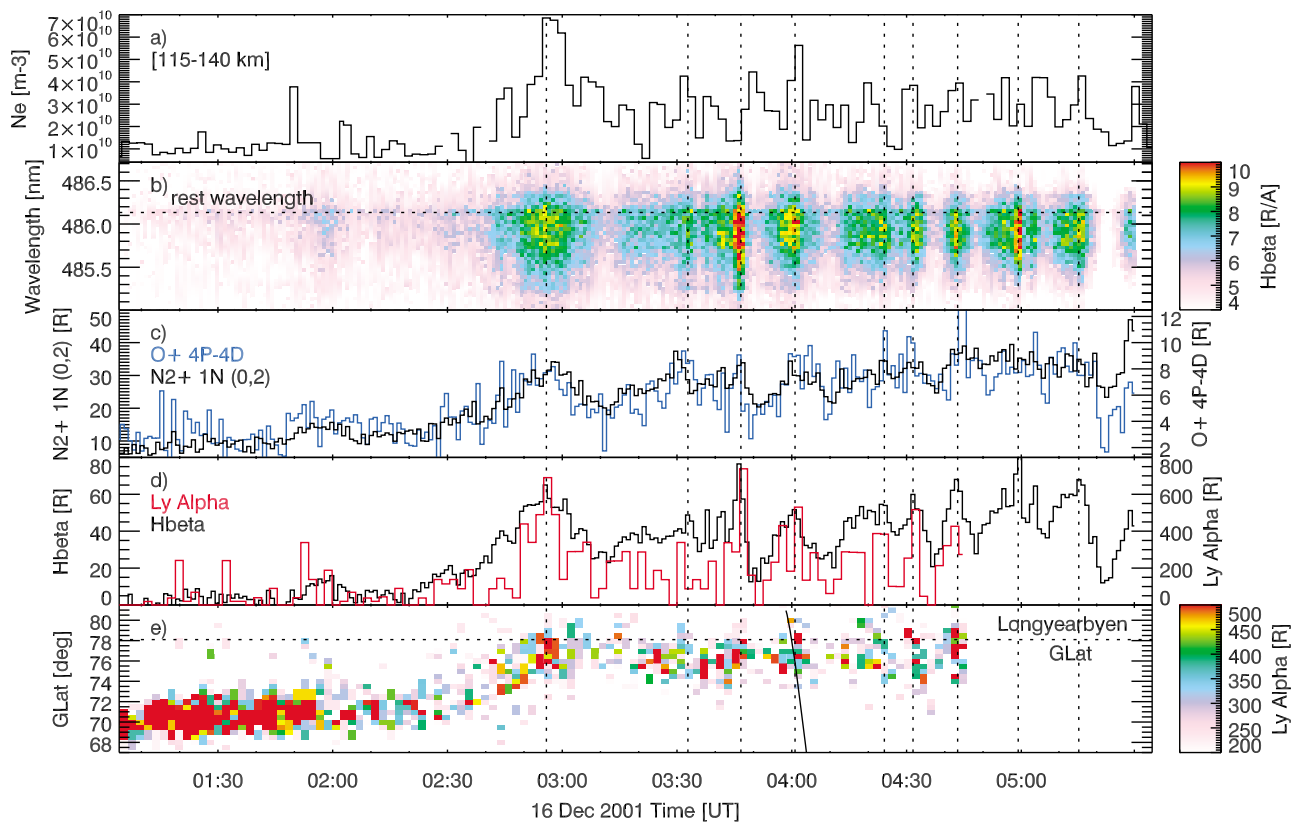 a)
[115-140 km]
Ne [m-3]
7×10¹⁰
6×10¹⁰
4×10¹⁰
3×10¹⁰
2×10¹⁰
1×10¹⁰
b)
rest wavelength
Wavelength [nm]
486.5
486.0
485.5
10
9
8
7
6
5
4
Hbeta [R/A]
c)
O+ 4P-4D
N2+ 1N (0,2)
N2+ 1N (0,2) [R]
50
40
30
20
10
12
10
8
6
4
2
O+ 4P-4D [R]
d)
Ly Alpha
Hbeta
Hbeta [R]
80
60
40
20
0
800
600
400
200
0
Ly Alpha [R]
e)
Longyearbyen
GLat
GLat [deg]
80
78
76
74
72
70
68
500
450
400
350
300
250
200
Ly Alpha [R]
01:30 02:00 02:30 03:00 03:30 04:00 04:30 05:00
16 Dec 2001 Time [UT]